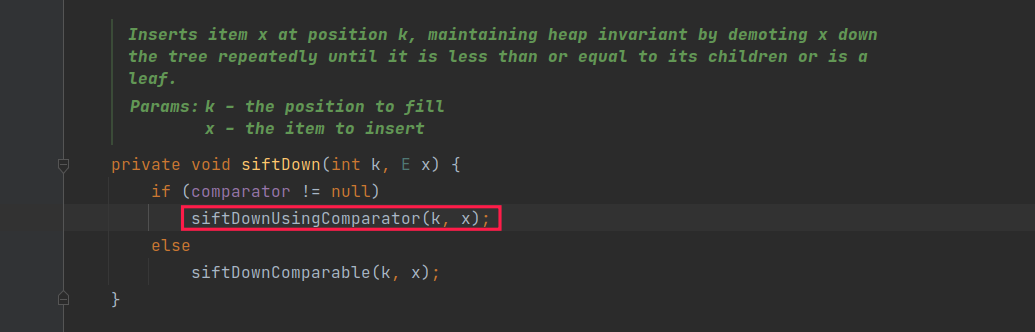 Inserts item x at position k, maintaining heap invariant by demoting x down
the tree repeatedly until it is less than or equal to its children or is a
leaf.
Params: k – the position to fill
x – the item to insert
private void siftDown(int k, E x) {
if (comparator != null)
siftDownUsingComparator(k, x);
else
siftDownComparable(k, x);
}